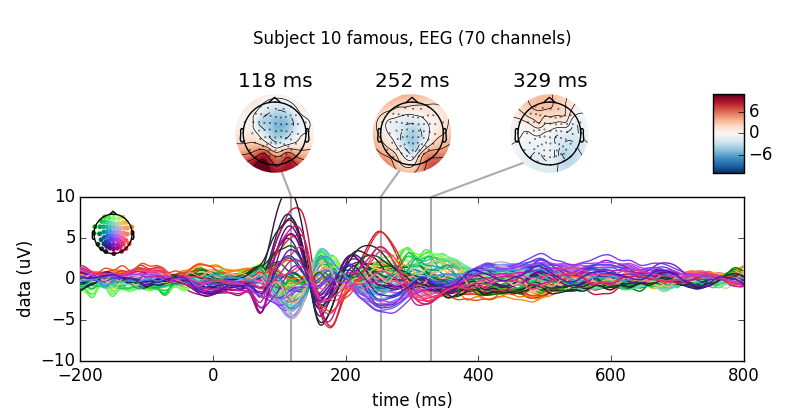 Subject 10 famous, EEG (70 channels)
118 ms 252 ms 329 ms
6
0
−6
10
5
0
−5
−10
data (uV)
−200 0 200 400 600 800
time (ms)